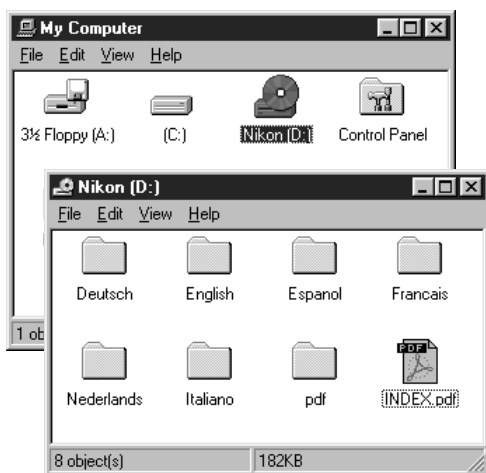 My Computer
File Edit View Help
3½ Floppy (A:) (C:) Nikon (D:) Control Panel
Nikon (D:)
File Edit View Help
Deutsch English Espanol Francais
PDF
Nederlands Italiano pdf INDEX.pdf
1 ob
8 object(s) 182KB